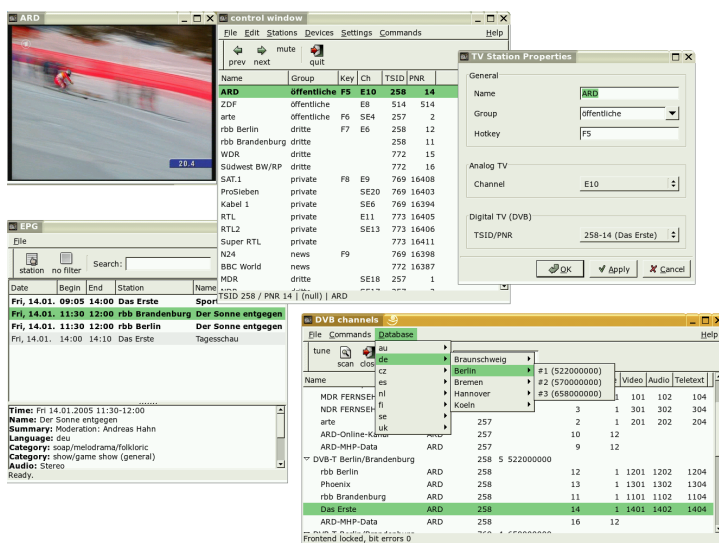 ARD
20.4
control window
File Edit Stations Devices Settings Commands Help
prev next mute quit
Name Group Key Ch TSID PNR
ARD öffentliche F5 E10 258 14
ZDF öffentliche E8 514 514
arte öffentliche F6 SE4 257 2
rbb Berlin dritte F7 E6 258 12
rbb Brandenburg dritte 258 11
WDR dritte 772 15
Südwest BW/RP dritte 772 16
SAT.1 private F8 E9 769 16408
ProSieben private SE20 769 16403
Kabel 1 private SE6 769 16394
RTL private E11 773 16405
RTL2 private SE13 773 16406
Super RTL private 773 16411
N24 news F9 769 16398
BBC World news 772 16387
MDR dritte SE18 257 1
TSID 258 / PNR 14 | (null) | ARD
TV Station Properties
General
Name ARD
Group öffentliche
Hotkey F5
Analog TV
Channel E10
Digital TV (DVB)
TSID/PNR 258-14 (Das Erste)
OK Apply Cancel
EPG
File
station no filter Search:
Date Begin End Station Name
Fri, 14.01. 09:05 14:00 Das Erste Sport
Fri, 14.01. 11:30 12:00 rbb Brandenburg Der Sonne entgegen
Fri, 14.01. 11:30 12:00 rbb Berlin Der Sonne entgegen
Fri, 14.01. 14:00 14:10 Das Erste Tagesschau
Time: Fri 14.01.2005 11:30-12:00
Name: Der Sonne entgegen
Summary: Moderation: Andreas Hahn
Language: deu
Category: soap/melodrama/folkloric
Category: show/game show (general)
Audio: Stereo
Ready.
DVB channels
File Commands Database Help
tune scan
au
de
cz
es
nl
fi
se
uk
Braunschweig
Berlin
Bremen
Hannover
Koeln
#1 (522000000)
#2 (570000000)
#3 (658000000)
Name Video Audio Teletext
MDR FERNSEH 1 101 102 104
NDR FERNSEH 3 1 301 302 304
arte 257 2 1 201 202 204
ARD-Online-Kanal ARD 257 10 12
ARD-MHP-Data ARD 257 9 12
DVB-T Berlin/Brandenburg 258 5 522000000
rbb Berlin ARD 258 12 1 1201 1202 1204
Phoenix ARD 258 13 1 1301 1302 1304
rbb Brandenburg ARD 258 11 1 1101 1102 1104
Das Erste ARD 258 14 1 1401 1402 1404
ARD-MHP-Data ARD 258 16 12
Frontend locked, bit errors 0